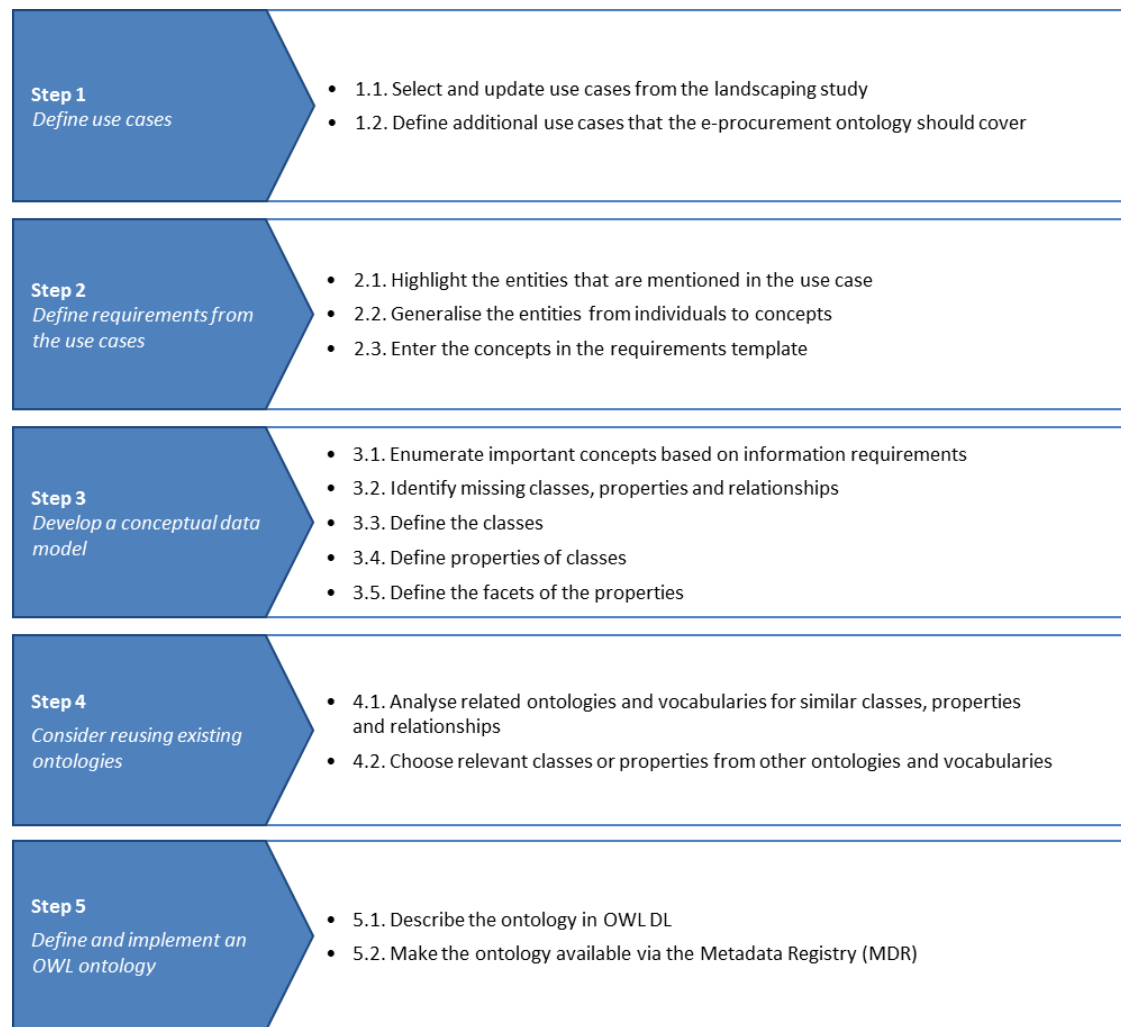 Step 1
Define use cases
• 1.1. Select and update use cases from the landscaping study
• 1.2. Define additional use cases that the e-procurement ontology should cover
Step 2
Define requirements from
the use cases
• 2.1. Highlight the entities that are mentioned in the use case
• 2.2. Generalise the entities from individuals to concepts
• 2.3. Enter the concepts in the requirements template
Step 3
Develop a conceptual data
model
• 3.1. Enumerate important concepts based on information requirements
• 3.2. Identify missing classes, properties and relationships
• 3.3. Define the classes
• 3.4. Define properties of classes
• 3.5. Define the facets of the properties
Step 4
Consider reusing existing
ontologies
• 4.1. Analyse related ontologies and vocabularies for similar classes, properties
and relationships
• 4.2. Choose relevant classes or properties from other ontologies and vocabularies
Step 5
Define and implement an
OWL ontology
• 5.1. Describe the ontology in OWL DL
• 5.2. Make the ontology available via the Metadata Registry (MDR)